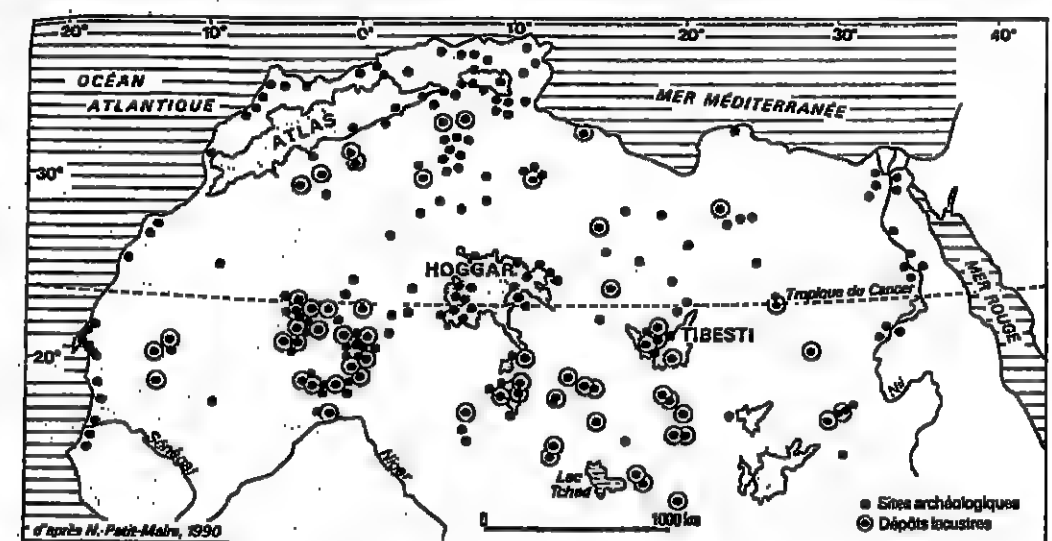 20° 10° 0° 10° 20° 30° 40°
OCÉAN
ATLANTIQUE
MER MÉDITERRANÉE
ATLAS
30°
HOGGAR
MER ROUGE
Tropique du Cancer
TIBESTI
20°
Nil
Sénégal
Niger
Lac
Tchad
Sites archéologiques
1000 km
Dépôts lacustres
d'après N.-Petit-Maire, 1990